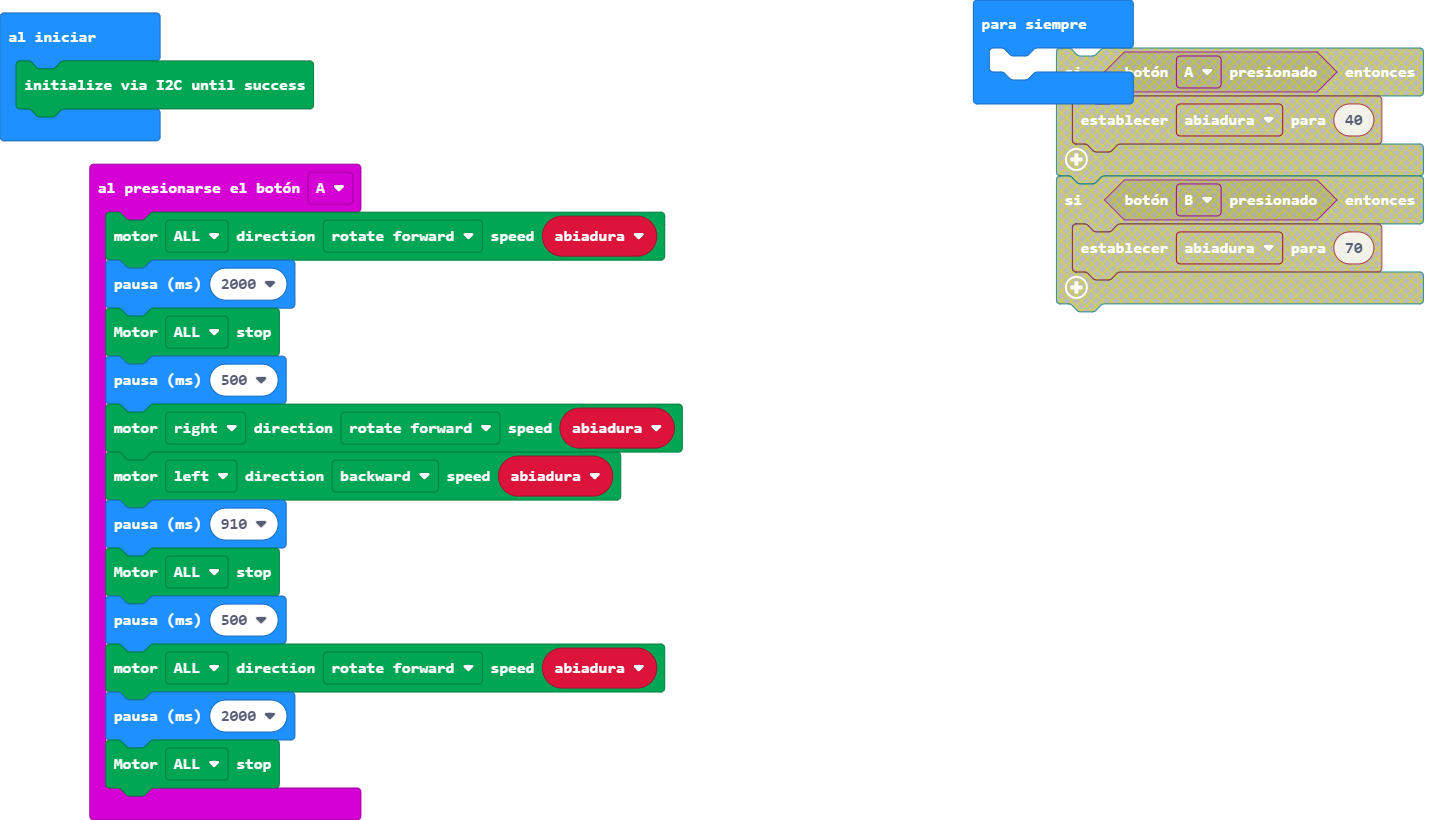 al iniciar
initialize via I2C until success
al presionarse el botón A
motor ALL direction rotate forward speed abiadura
pausa (ms) 2000
Motor ALL stop
pausa (ms) 500
motor right direction rotate forward speed abiadura
motor left direction backward speed abiadura
pausa (ms) 910
Motor ALL stop
pausa (ms) 500
motor ALL direction rotate forward speed abiadura
pausa (ms) 2000
Motor ALL stop
para siempre
si botón A presionado entonces
establecer abiadura para 40
si botón B presionado entonces
establecer abiadura para 70